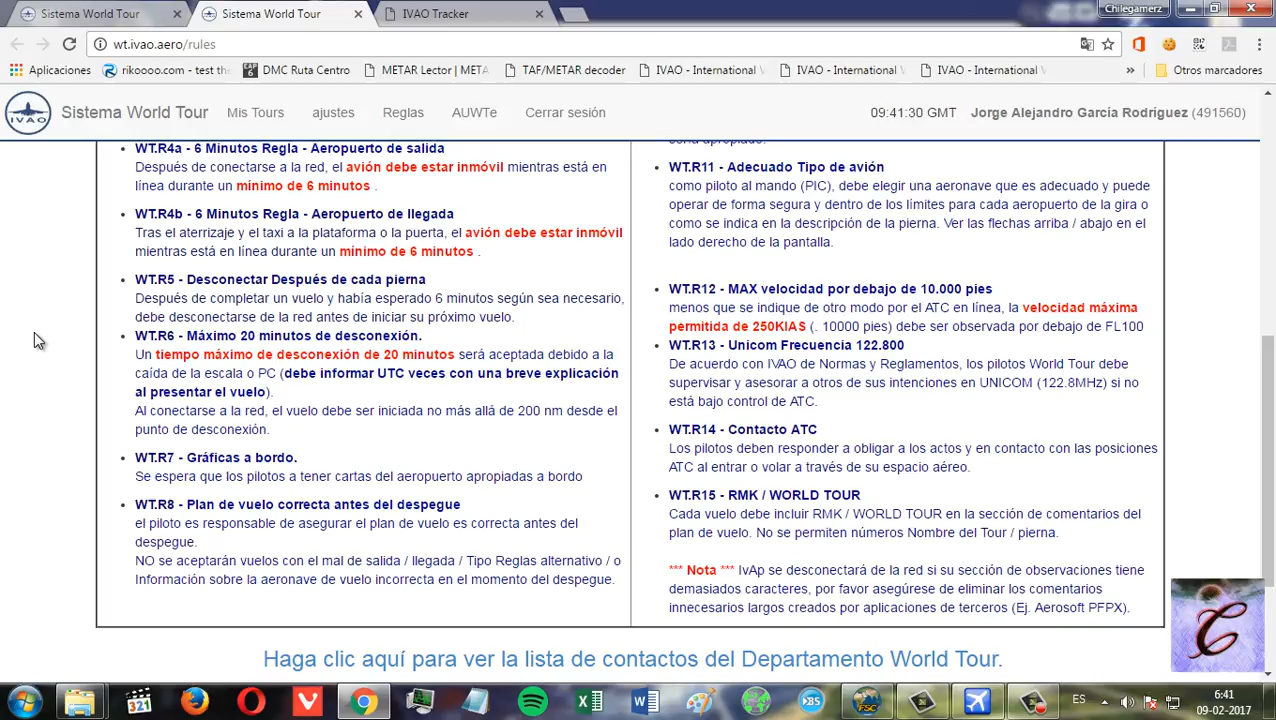 Sistema World Tour
Sistema World Tour
IVAO Tracker
Chilegamerz
wt.ivao.aero/rules
Aplicaciones
rikoooo.com - test the
DMC Ruta Centro
METAR Lector | META
TAF/METAR decoder
IVAO - International V
IVAO - International V
IVAO - International V
»
Otros marcadores
IVAO
Sistema World Tour
Mis Tours
ajustes
Reglas
AUWTe
Cerrar sesión
09:41:30 GMT
Jorge Alejandro García Rodríguez (491560)
WT.R4a - 6 Minutos Regla - Aeropuerto de salida
Después de conectarse a la red, el avión debe estar inmóvil mientras está en
línea durante un mínimo de 6 minutos .
WT.R4b - 6 Minutos Regla - Aeropuerto de llegada
Tras el aterrizaje y el taxi a la plataforma o la puerta, el avión debe estar inmóvil
mientras está en línea durante un mínimo de 6 minutos .
WT.R5 - Desconectar Después de cada pierna
Después de completar un vuelo y había esperado 6 minutos según sea necesario,
debe desconectarse de la red antes de iniciar su próximo vuelo.
WT.R6 - Máximo 20 minutos de desconexión.
Un tiempo máximo de desconexión de 20 minutos será aceptada debido a la
caída de la escala o PC (debe informar UTC veces con una breve explicación
al presentar el vuelo).
Al conectarse a la red, el vuelo debe ser iniciada no más allá de 200 nm desde el
punto de desconexión.
WT.R7 - Gráficas a bordo.
Se espera que los pilotos a tener cartas del aeropuerto apropiadas a bordo
WT.R8 - Plan de vuelo correcta antes del despegue
el piloto es responsable de asegurar el plan de vuelo es correcta antes del
despegue.
NO se aceptarán vuelos con el mal de salida / llegada / Tipo Reglas alternativo / o
Información sobre la aeronave de vuelo incorrecta en el momento del despegue.
WT.R11 - Adecuado Tipo de avión
como piloto al mando (PIC), debe elegir una aeronave que es adecuado y puede
operar de forma segura y dentro de los límites para cada aeropuerto de la gira o
como se indica en la descripción de la pierna. Ver las flechas arriba / abajo en el
lado derecho de la pantalla.
WT.R12 - MAX velocidad por debajo de 10.000 pies
menos que se indique de otro modo por el ATC en línea, la velocidad máxima
permitida de 250KIAS (. 10000 pies) debe ser observada por debajo de FL100
WT.R13 - Unicom Frecuencia 122.800
De acuerdo con IVAO de Normas y Reglamentos, los pilotos World Tour debe
supervisar y asesorar a otros de sus intenciones en UNICOM (122.8MHz) si no
está bajo control de ATC.
WT.R14 - Contacto ATC
Los pilotos deben responder a obligar a los actos y en contacto con las posiciones
ATC al entrar o volar a través de su espacio aéreo.
WT.R15 - RMK / WORLD TOUR
Cada vuelo debe incluir RMK / WORLD TOUR en la sección de comentarios del
plan de vuelo. No se permiten números Nombre del Tour / pierna.
*** Nota *** IvAp se desconectará de la red si su sección de observaciones tiene
demasiados caracteres, por favor asegúrese de eliminar los comentarios
innecesarios largos creados por aplicaciones de terceros (Ej. Aerosoft PFPX).
Haga clic aquí para ver la lista de contactos del Departamento World Tour.
321
FSC
ES
6:41
09-02-2017